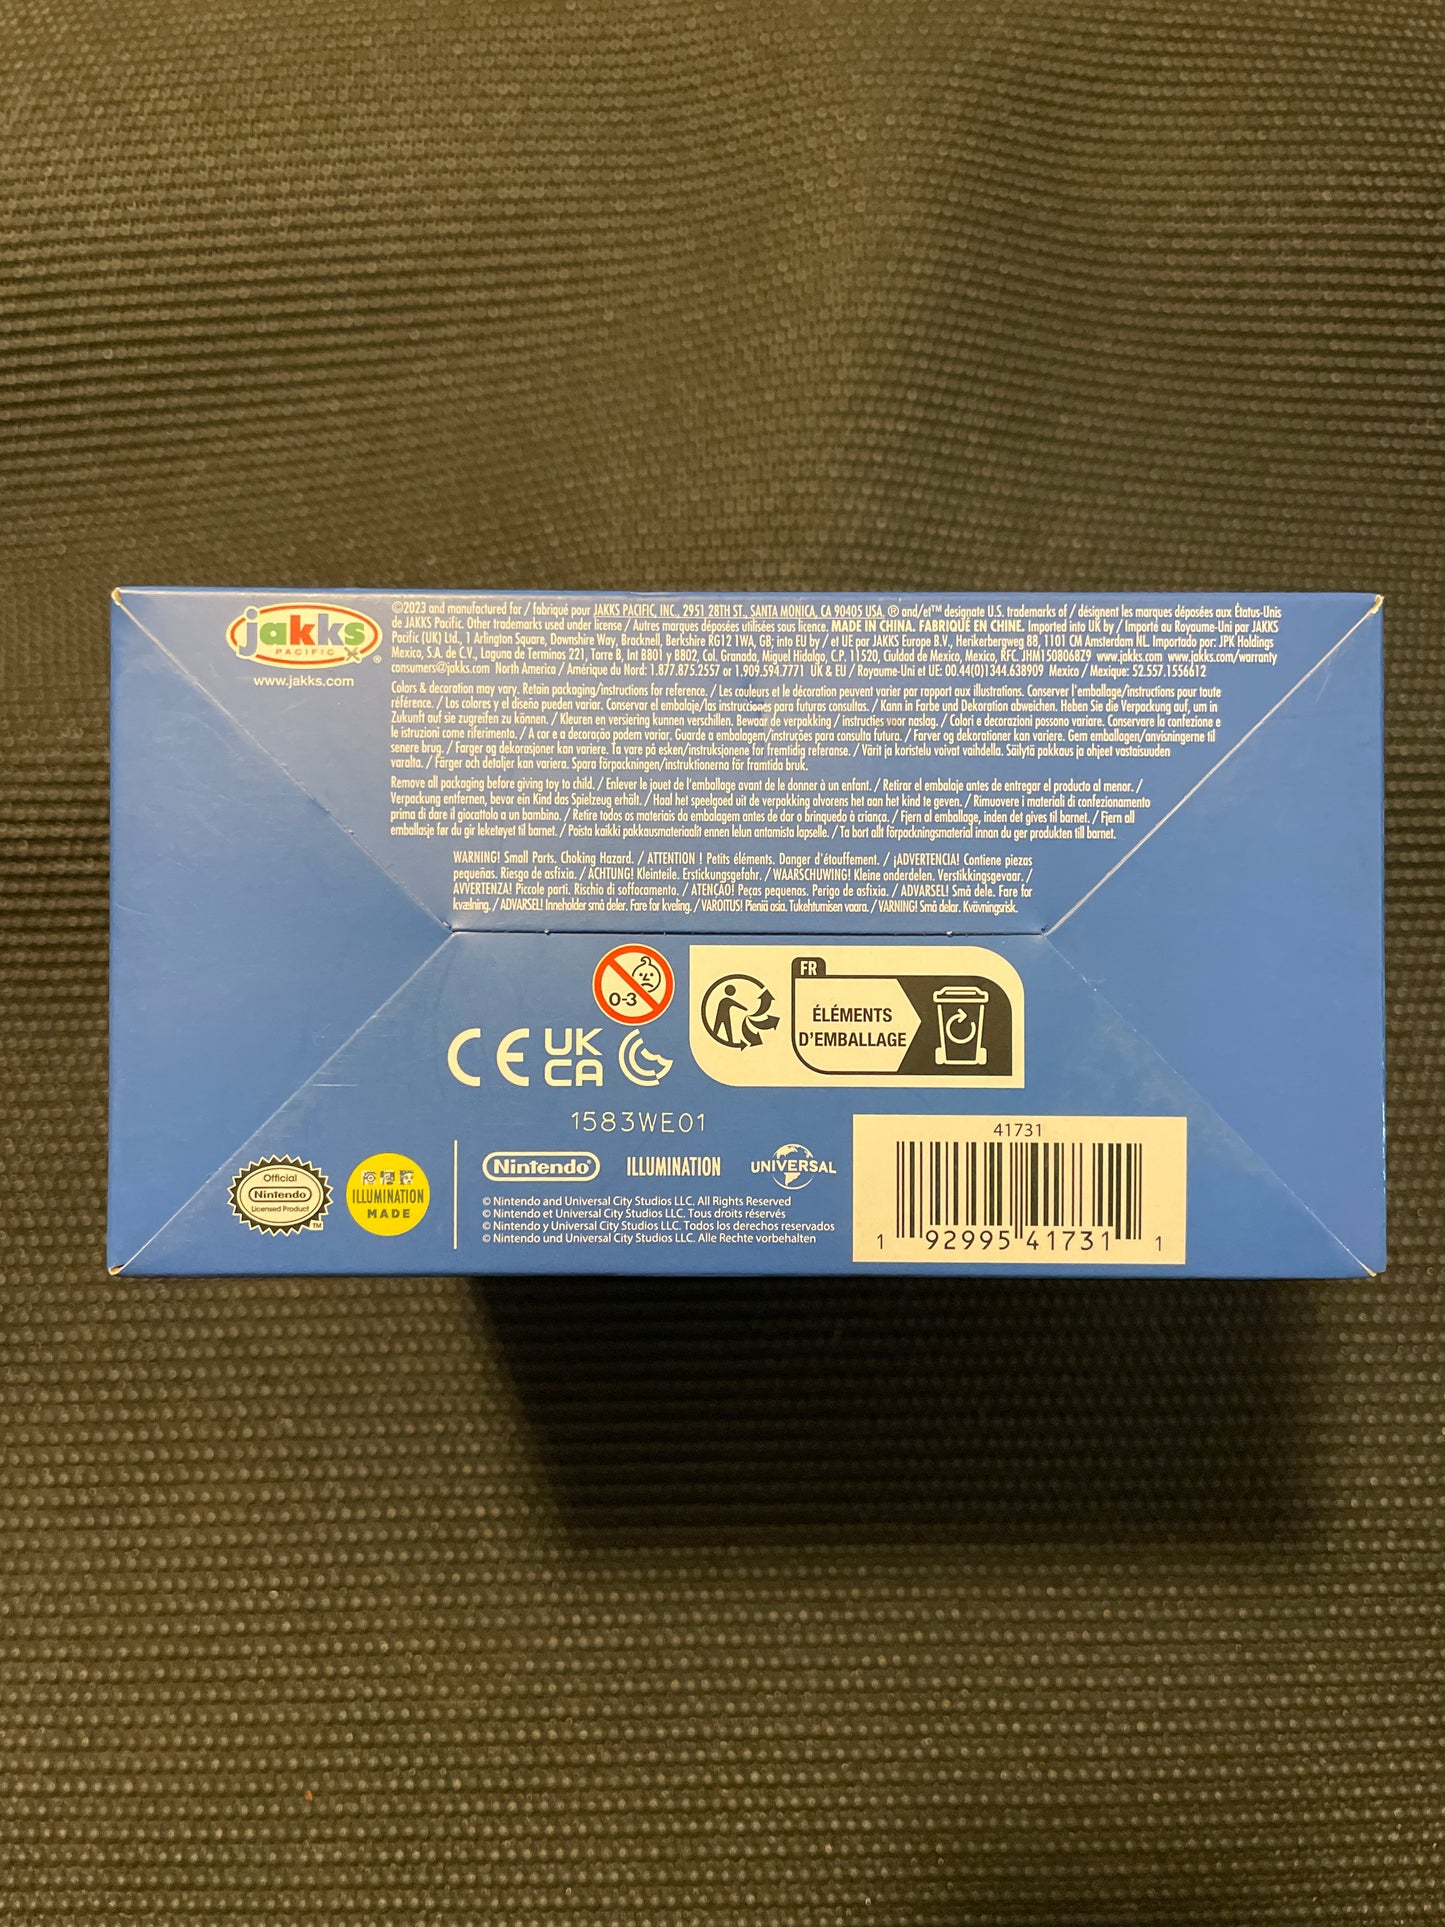 jakks
PACIFIC
®
www.jakks.com
©2023 and manufactured for / fabriqué pour JAKKS PACIFIC, INC., 2951 28TH ST., SANTA MONICA, CA 90405 USA. ® and/et™ designate U.S. trademarks of / désignent les marques déposées aux États-Unis
de JAKKS Pacific. Other trademarks used under license / Autres marques déposées utilisées sous licence. MADE IN CHINA. FABRIQUÉ EN CHINE. Imported into UK by / Importé au Royaume-Uni par JAKKS
Pacific (UK) Ltd., 1 Arlington Square, Downshire Way, Bracknell, Berkshire RG12 1WA, GB; into EU by / et UE par JAKKS Europe B.V., Herikerbergweg 88, 1101 CM Amsterdam NL. Importado por: JPK Holdings
Mexico, S.A. de C.V., Laguna de Terminos 221, Torre B, Int B801 y B802, Col. Granada, Miguel Hidalgo, C.P. 11520, Ciuldad de Mexico, Mexico, RFC. JHM150806879 www.jakks.com www.jakks.com/warranty
consumers@jakks.com North America / Amérique du Nord: 1.877.875.2557 or 1.909.594.7771 UK & EU / Royaume-Uni et UE: 00.44(0)1344.638909 Mexico / Mexique: 52.557.1556612
Colors & decoration may vary. Retain packaging/instructions for reference. / Les couleurs et le décoration peuvent varier par rapport aux illustrations. Conserver l'emballage/instructions pour toute
référence. / Los colores y el diseño pueden variar. Conservar el embalaje/las instrucciones para futuras consultas. / Kann in Farbe und Dekoration abweichen. Heben Sie die Verpackung auf, um in
Zukunft auf sie zugreifen zu können. / Kleuren en versiering kunnen verschillen. Bewaar de verpakking / instructies voor naslag. / Colori e decorazioni possono variare. Conservare la confezione e
le istruzioni come riferimento. / A cor e a decoração podem variar. Guarde a embalagem/instruções para consulta futura. / Farver og dekorationer kan variere. Gem emballagen/anvisningerne til
senere brug. / Farger og dekorasjoner kan variere. Ta vare på esken/instruksjonene for fremtidig referanse. / Värit ja koristelu voivat vaihdella. Säilytä pakkaus ja ohjeet vastaisuuden
varalta. / Färger och detaljer kan variera. Spara förpackningen/instruktionerna för framtida bruk.
Remove all packaging before giving toy to child. / Enlever le jouet de l'emballage avant de le donner à un enfant. / Retirar el embalaje antes de entregar el producto al menor. /
Verpackung entfernen, bevor ein Kind das Spielzeug erhält. / Haal het speelgoed uit de verpakking alvorens het aan het kind te geven. / Rimuovere i materiali di confezionamento
prima di dare il giocattolo a un bambino. / Retire todos os materiais da embalagem antes de dar o brinquedo à criança. / Fjern al emballage, inden det gives til barnet. / Fjern all
emballasje før du gir leketøyet til barnet. / Poista kaikki pakkausmateriaalit ennen lelun antamista lapselle. / Ta bort allt förpackningsmaterial innan du ger produkten till barnet.
WARNING! Small Parts. Choking Hazard. / ATTENTION ! Petits éléments. Danger d'étouffement. / ¡ADVERTENCIA! Contiene piezas
pequeñas. Riesgo de asfixia. / ACHTUNG! Kleinteile. Erstickungsgefahr. / WAARSCHUWING! Kleine onderdelen. Verstikkingsgevaar. /
AVVERTENZA! Piccole parti. Rischio di soffocamento. / ATENCÃO! Peças pequenas. Perigo de asfixia. / ADVARSEL! Små dele. Fare for
kvælning. / ADVARSEL! Inneholder små deler. Fare for kveling. / VAROITUS! Pieniä osia. Tukehtumisen vaara. / VARNING! Små delar. Kvävningsrisk.
0-3
FR
ÉLÉMENTS
D'EMBALLAGE
CE UK
CA
1583WE01
Official
Nintendo
Licensed Product
TM
ILLUMINATION
MADE
Nintendo ILLUMINATION UNIVERSAL
© Nintendo and Universal City Studios LLC. All Rights Reserved
© Nintendo et Universal City Studios LLC. Tous droits réservés
© Nintendo y Universal City Studios LLC. Todos los derechos reservados
© Nintendo und Universal City Studios LLC. Alle Rechte vorbehalten
41731
1 92995 41731 1